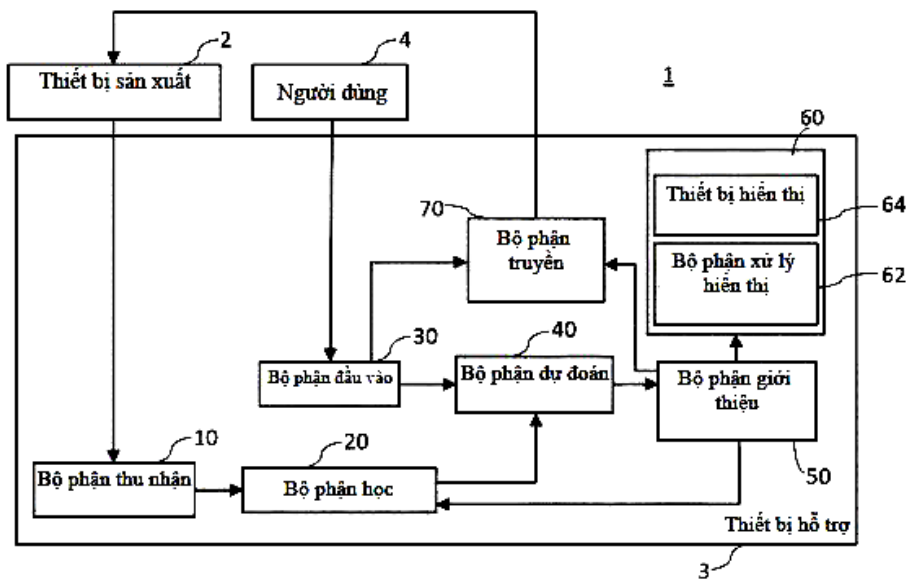 2
4
Thiết bị sản xuất
Người dùng
1
60
Thiết bị hiển thị
64
70
Bộ phận
truyền
Bộ phận xử lý
hiển thị
62
30
40
Bộ phận đầu vào
Bộ phận dự đoán
Bộ phận giới
thiệu
10
20
50
Bộ phận thu nhận
Bộ phận học
Thiết bị hỗ trợ
3